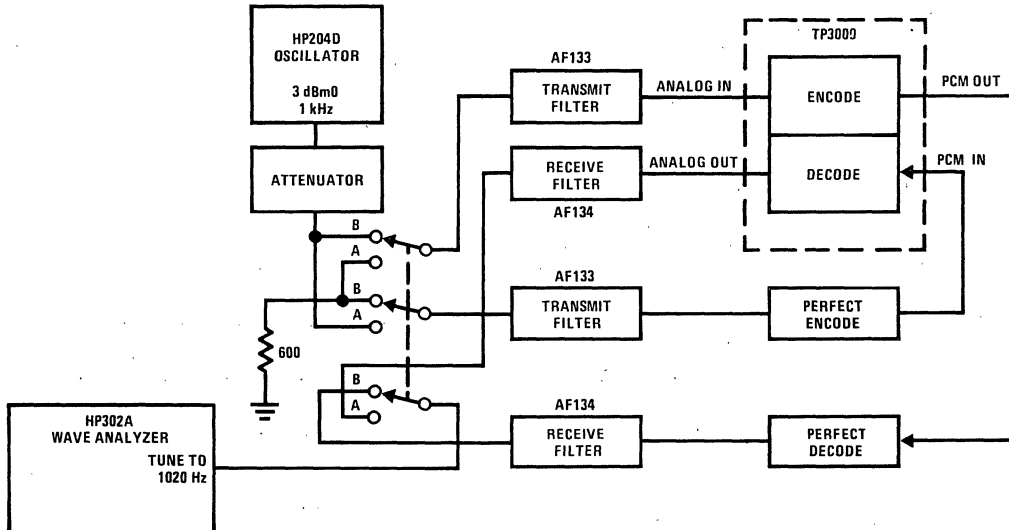 HP204D
OSCILLATOR
3 dBm0
1 kHz
ATTENUATOR
AF133
TRANSMIT
FILTER
ANALOG IN
TP3000
ENCODE
PCM OUT
RECEIVE
FILTER
AF134
ANALOG OUT
DECODE
PCM IN
B
A
B
A
600
AF133
TRANSMIT
FILTER
PERFECT
ENCODE
B
A
HP302A
WAVE ANALYZER
TUNE TO
1020 Hz
AF134
RECEIVE
FILTER
PERFECT
DECODE